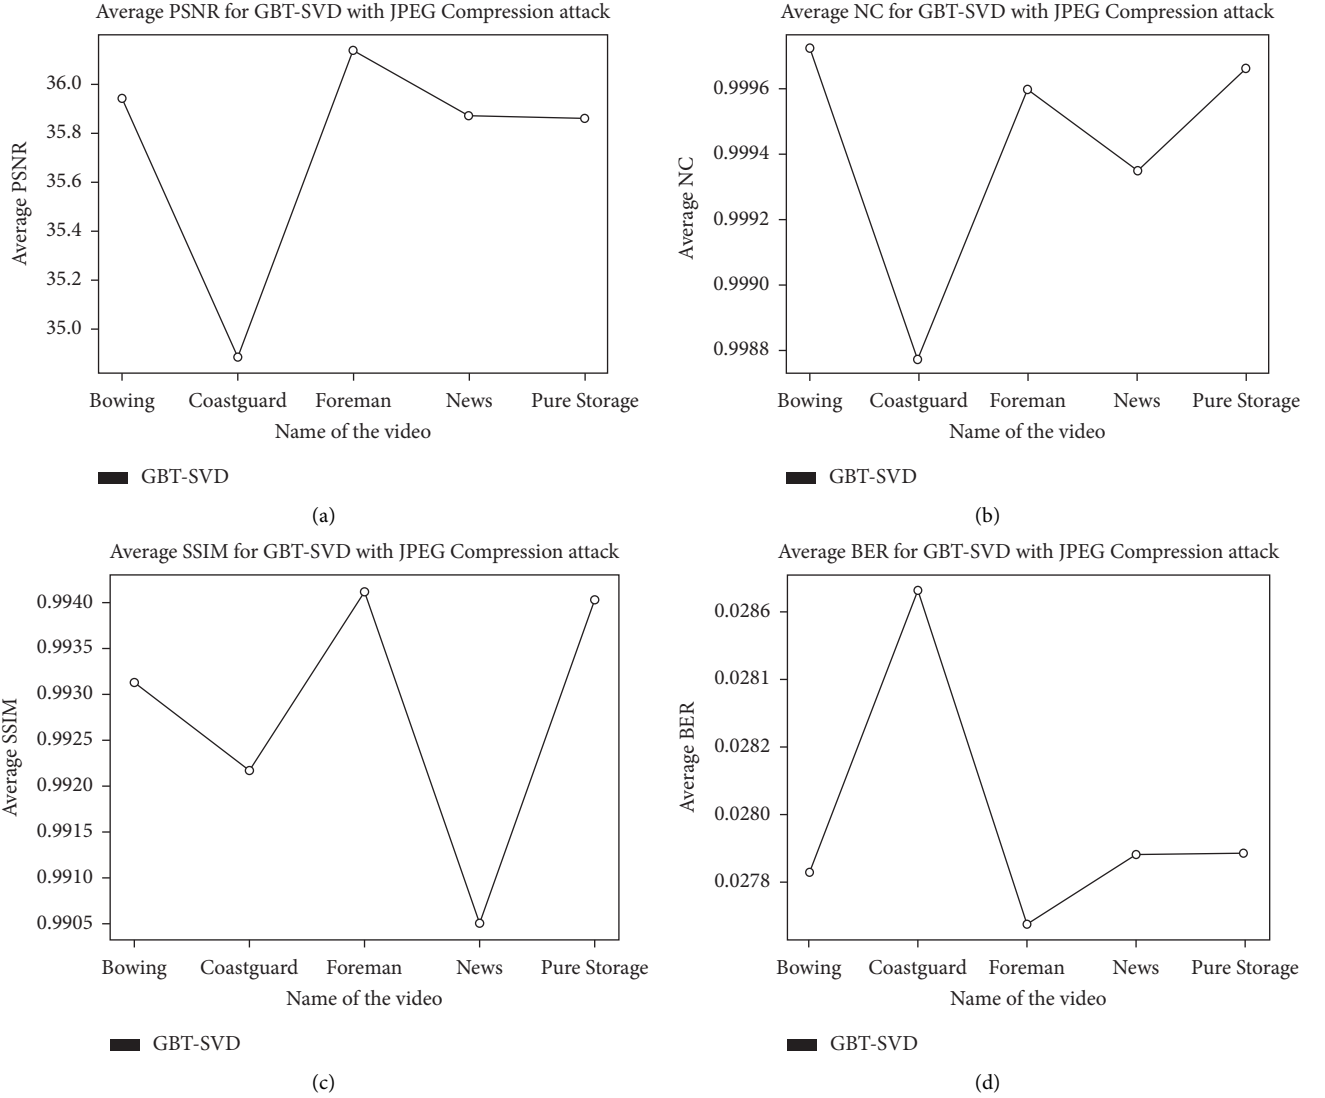 Average PSNR for GBT-SVD with JPEG Compression attack
36.0
35.8
35.6
35.4
35.2
35.0
Average PSNR
Bowing Coastguard Foreman News Pure Storage
Name of the video
GBT-SVD
(a)
Average NC for GBT-SVD with JPEG Compression attack
0.9996
0.9994
0.9992
0.9990
0.9988
Average NC
Bowing Coastguard Foreman News Pure Storage
Name of the video
GBT-SVD
(b)
Average SSIM for GBT-SVD with JPEG Compression attack
0.9940
0.9935
0.9930
0.9925
0.9920
0.9915
0.9910
0.9905
Average SSIM
Bowing Coastguard Foreman News Pure Storage
Name of the video
GBT-SVD
(c)
Average BER for GBT-SVD with JPEG Compression attack
0.0286
0.0281
0.0282
0.0280
0.0278
Average BER
Bowing Coastguard Foreman News Pure Storage
Name of the video
GBT-SVD
(d)